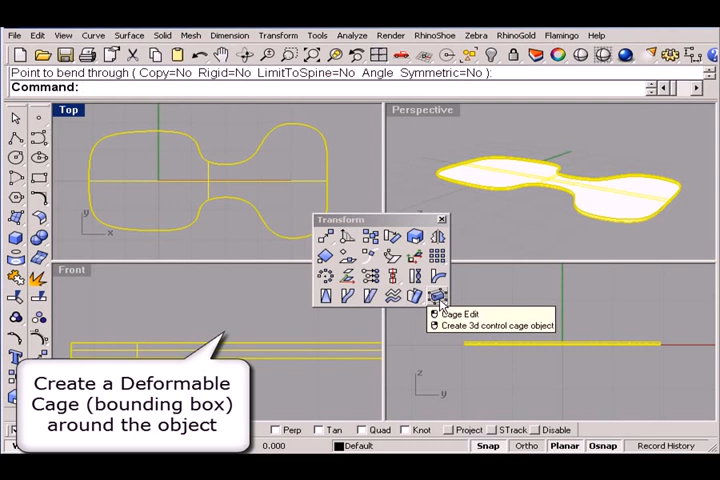 File Edit View Curve Surface Solid Mesh Dimension Transform Tools Analyze Render RhinoShoe Zebra RhinoGold Flamingo Help
Point to bend through ( Copy=No Rigid=No LimitToSpine=No Angle Symmetric=No ):
Command:
Top
Perspective
y
x
Transform
Cage Edit
Create 3d control cage object
Front
z
y
Create a Deformable
Cage (bounding box)
around the object
Perp Tan Quad Knot Project STrack Disable
0.000 Default Snap Ortho Planar Osnap Record History